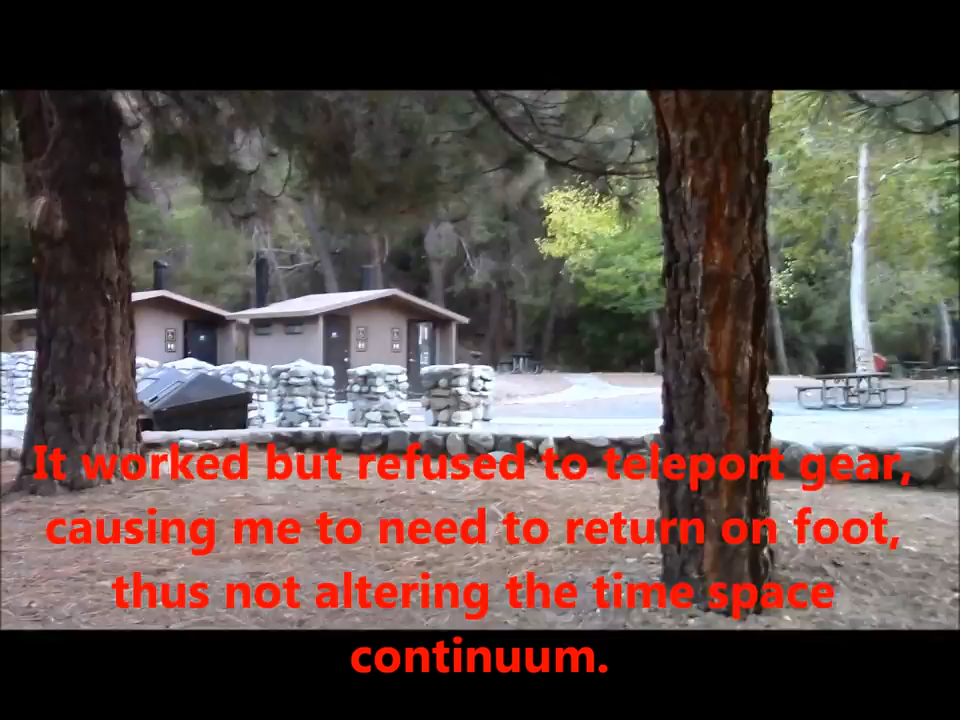 It worked but refused to teleport gear,
causing me to need to return on foot,
thus not altering the time space
continuum.